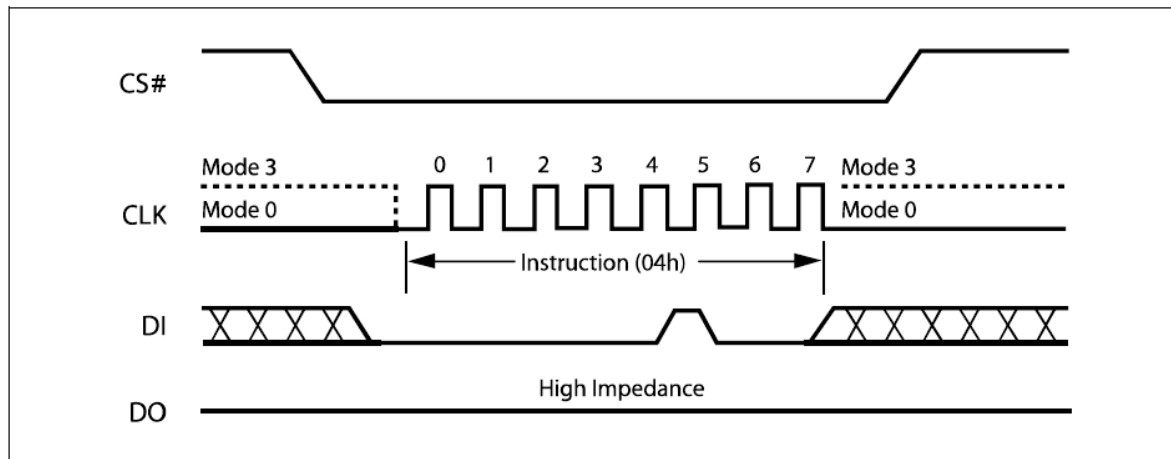 CS#
Mode 3 0 1 2 3 4 5 6 7 Mode 3
CLK Mode 0 Mode 0
Instruction (04h)
DI
High Impedance
DO